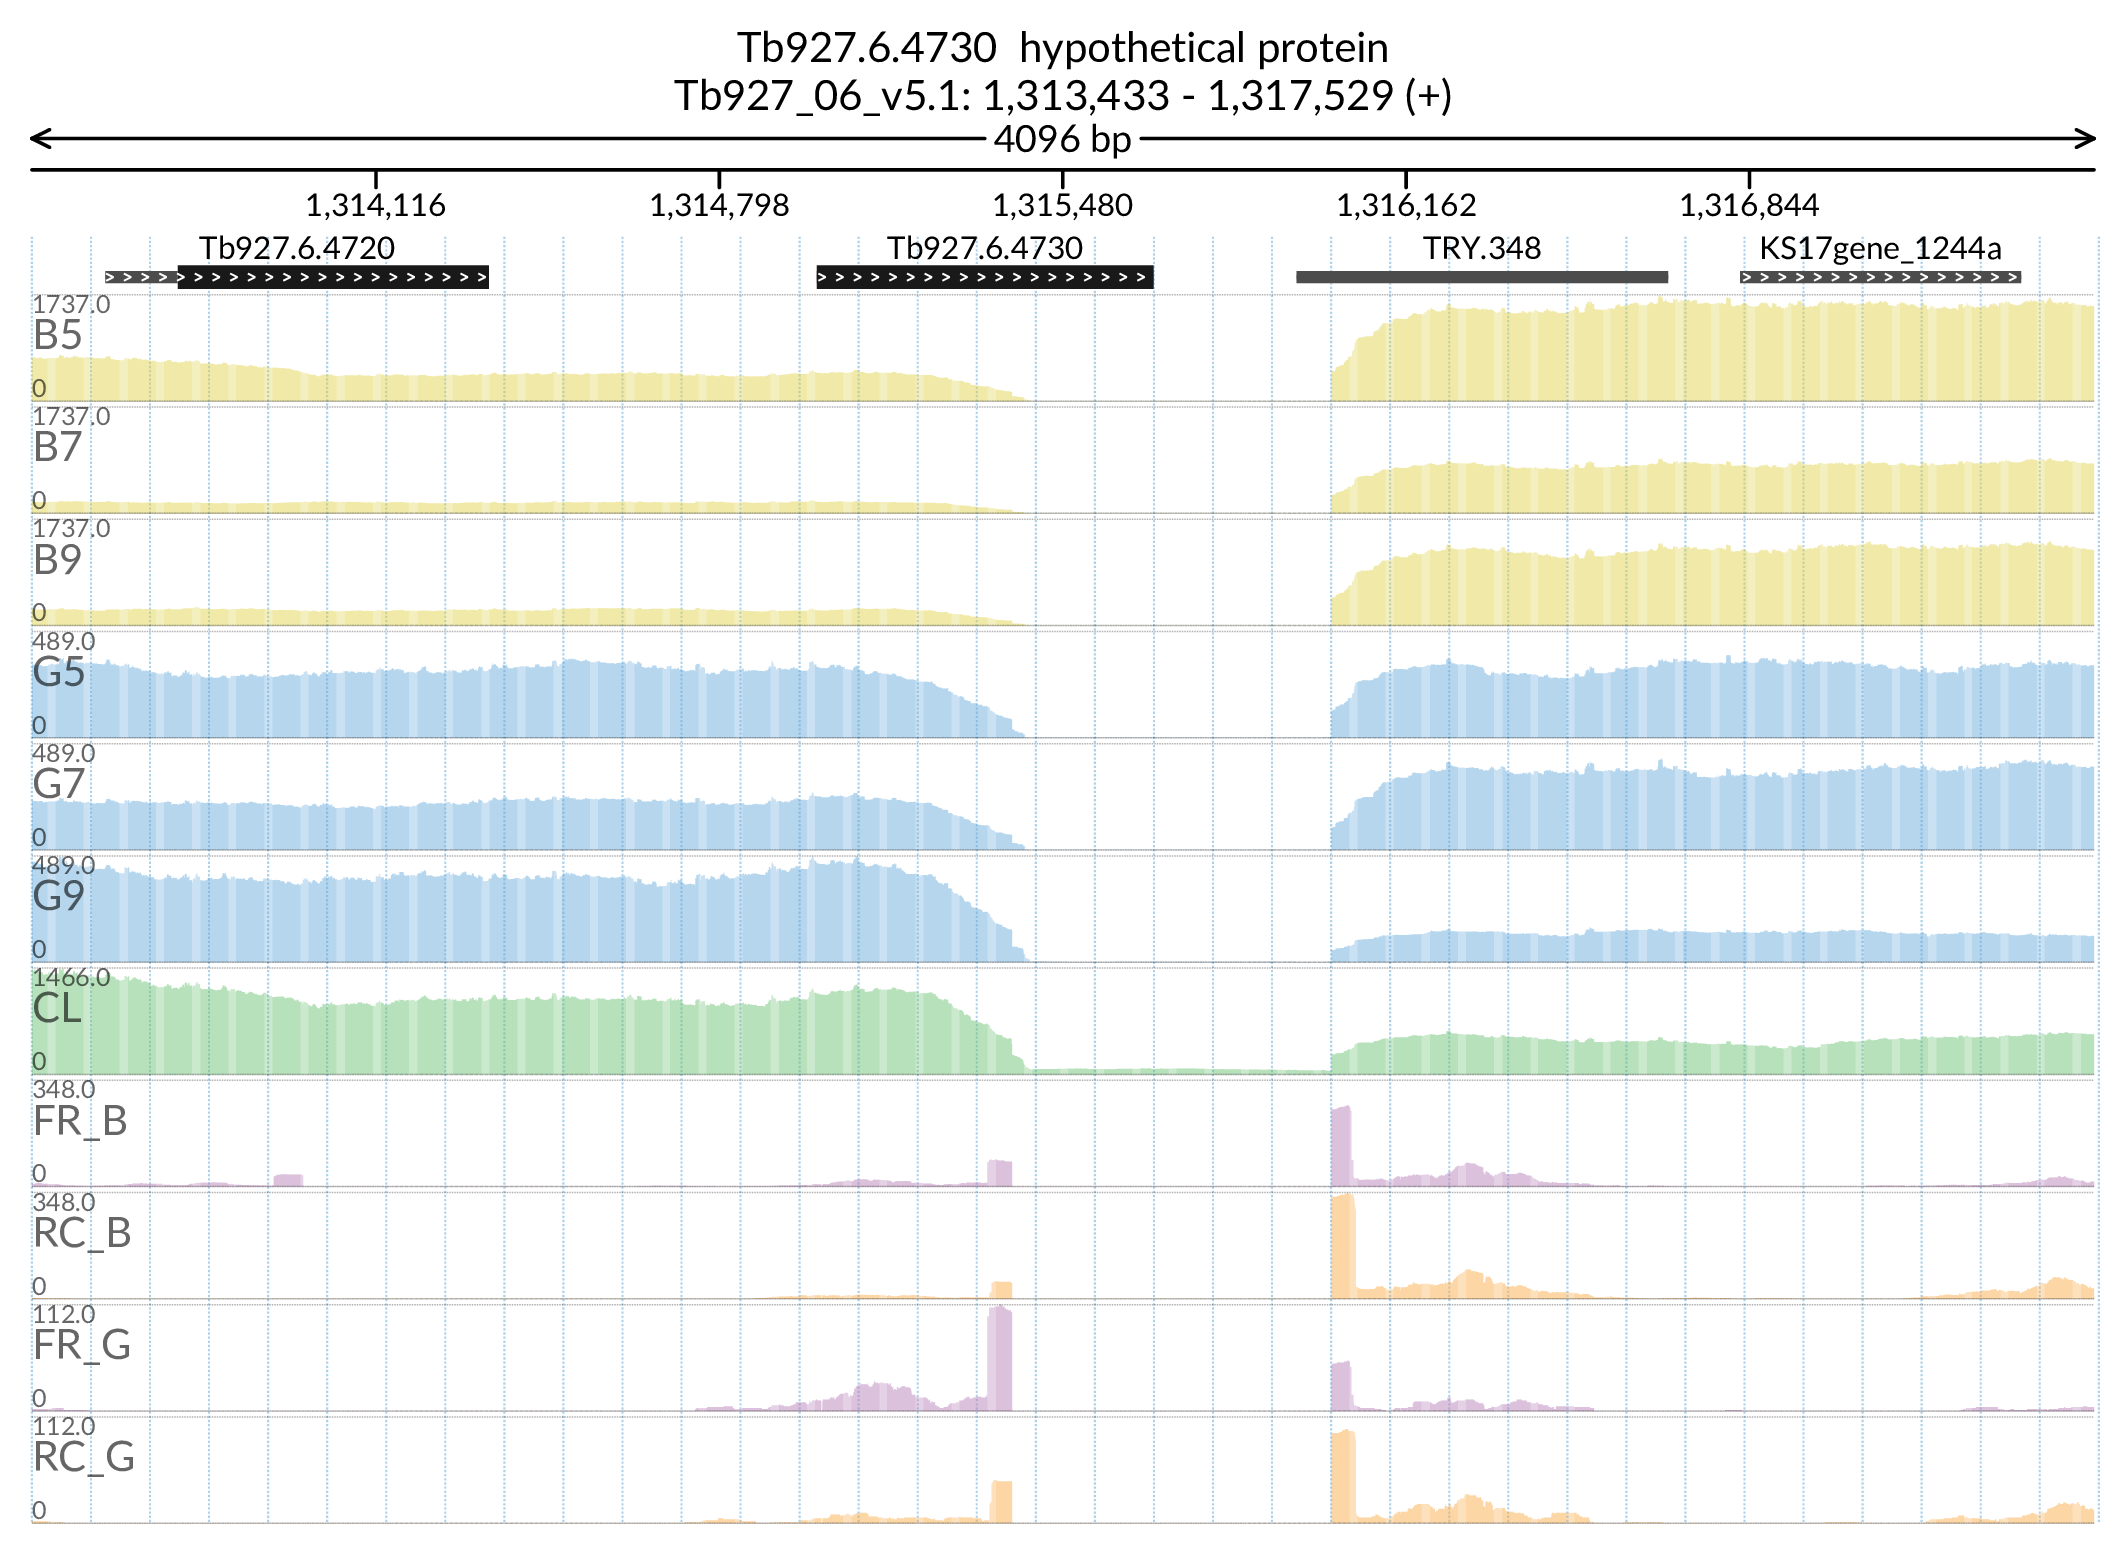 Tb927.6.4730 hypothetical protein
Tb927_06_v5.1: 1,313,433 - 1,317,529 (+)
4096 bp
1,314,116 1,314,798 1,315,480 1,316,162 1,316,844
Tb927.6.4720 Tb927.6.4730 TRY.348 KS17gene_1244a
1737.0
B5
0
1737.0
B7
0
1737.0
B9
0
489.0
G5
0
489.0
G7
0
489.0
G9
0
1466.0
CL
0
348.0
FR_B
0
348.0
RC_B
0
112.0
FR_G
0
112.0
RC_G
0